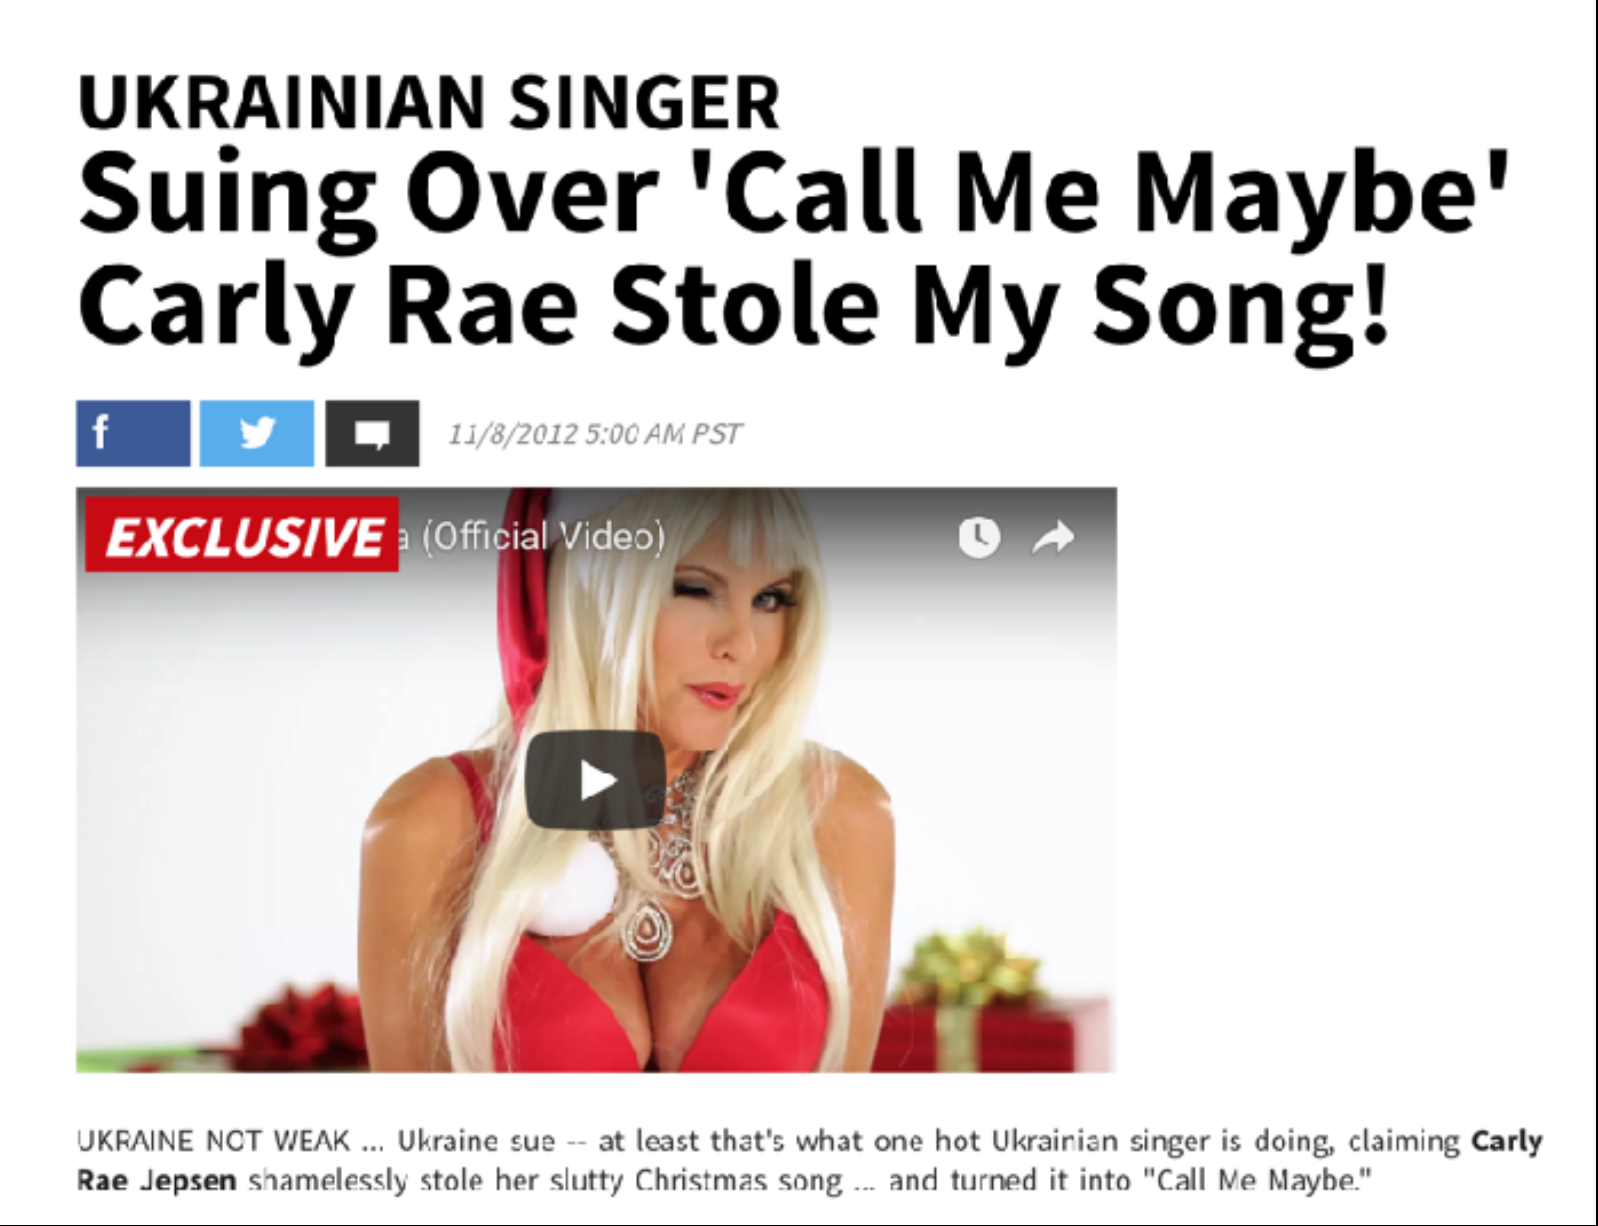 UKRAINIAN SINGER
Suing Over 'Call Me Maybe'
Carly Rae Stole My Song!
f
11/8/2012 5:00 AM PST
EXCLUSIVE a (Official Video)
UKRAINE NOT WEAK ... Ukraine sue -- at least that's what one hot Ukrainian singer is doing, claiming Carly
Rae Jepsen shamelessly stole her slutty Christmas song ... and turned it into "Call Me Maybe."